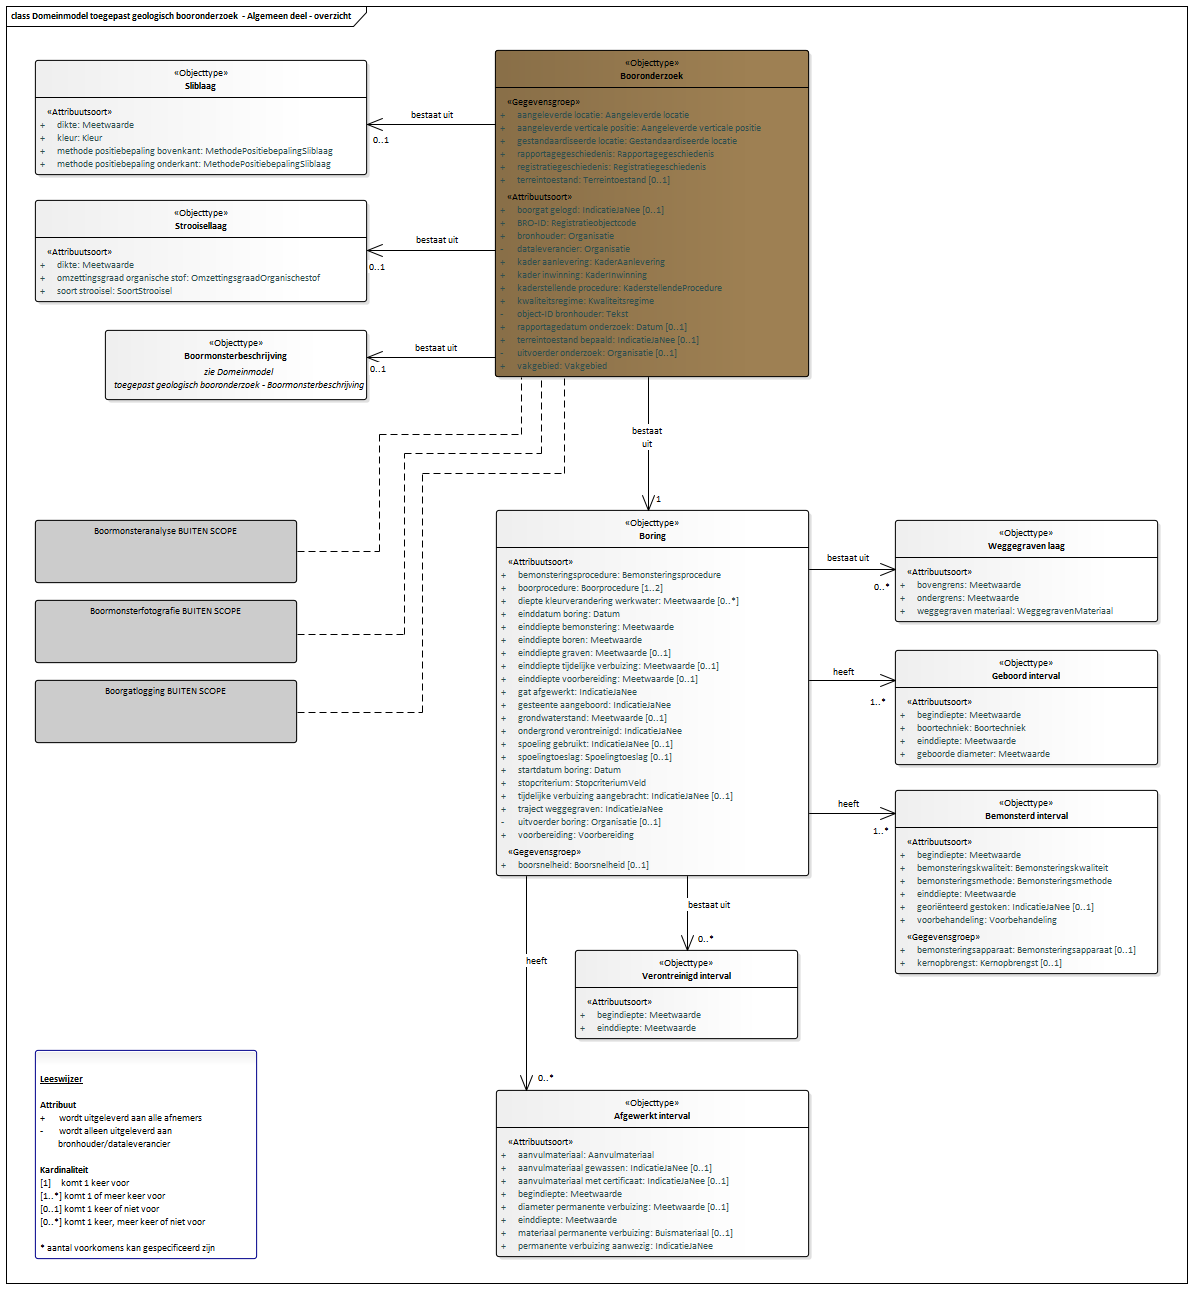 class Domeinmodel toegepast geologisch booronderzoek - Algemeen deel - overzicht
«Objecttype»
Sliblaag
«Attribuutsoort»
+ dikte: Meetwaarde
+ kleur: Kleur
+ methode positiebepaling bovenkant: MethodePositiebepalingSliblaag
+ methode positiebepaling onderkant: MethodePositiebepalingSliblaag
bestaat uit
0..1
«Objecttype»
Booronderzoek
«Gegevensgroep»
+ aangeleverde locatie: Aangeleverde locatie
+ aangeleverde verticale positie: Aangeleverde verticale positie
+ gestandaardiseerde locatie: Gestandaardiseerde locatie
+ rapportagegeschiedenis: Rapportagegeschiedenis
+ registratiegeschiedenis: Registratiegeschiedenis
+ terreintoestand: Terreintoestand [0..1]
«Attribuutsoort»
+ boorgat gelogd: IndicatieJaNee [0..1]
+ BRO-ID: Registratieobjectcode
+ bronhouder: Organisatie
- dataleverancier: Organisatie
+ kader aanlevering: KaderAanlevering
+ kader inwinning: KaderInwinning
+ kaderstellende procedure: KaderstellendeProcedure
+ kwaliteitsregime: Kwaliteitsregime
- object-ID bronhouder: Tekst
+ rapportagedatum onderzoek: Datum [0..1]
+ terreintoestand bepaald: IndicatieJaNee [0..1]
- uitvoerder onderzoek: Organisatie [0..1]
+ vakgebied: Vakgebied
«Objecttype»
Strooisellaag
«Attribuutsoort»
+ dikte: Meetwaarde
+ omzettingsgraad organische stof: OmzettingsgraadOrganischestof
+ soort strooisel: SoortStrooisel
bestaat uit
0..1
«Objecttype»
Boormonsterbeschrijving
zie Domeinmodel
toegepast geologisch booronderzoek - Boormonsterbeschrijving
bestaat uit
0..1
bestaat
uit
1
Boormonsteranalyse BUITEN SCOPE
Boormonsterfotografie BUITEN SCOPE
Boorgatlogging BUITEN SCOPE
«Objecttype»
Boring
«Attribuutsoort»
+ bemonsteringsprocedure: Bemonsteringsprocedure
+ boorprocedure: Boorprocedure [1..2]
+ diepte kleurverandering werkwater: Meetwaarde [0..*]
+ einddatum boring: Datum
+ einddiepte bemonstering: Meetwaarde
+ einddiepte boren: Meetwaarde
+ einddiepte graven: Meetwaarde [0..1]
+ einddiepte tijdelijke verbuizing: Meetwaarde [0..1]
+ einddiepte voorbereiding: Meetwaarde [0..1]
+ gat afgewerkt: IndicatieJaNee
+ gesteente aangeboord: IndicatieJaNee
+ grondwaterstand: Meetwaarde [0..1]
+ ondergrond verontreinigd: IndicatieJaNee
+ spoeling gebruikt: IndicatieJaNee [0..1]
+ spoelingtoeslag: Spoelingtoeslag [0..1]
+ startdatum boring: Datum
+ stopcriterium: StopcriteriumVeld
+ tijdelijke verbuizing aangebracht: IndicatieJaNee [0..1]
+ traject weggegraven: IndicatieJaNee
- uitvoerder boring: Organisatie [0..1]
+ voorbereiding: Voorbereiding
«Gegevensgroep»
+ boorsnelheid: Boorsnelheid [0..1]
bestaat uit
0..*
«Objecttype»
Weggegraven laag
«Attribuutsoort»
+ bovengrens: Meetwaarde
+ ondergrens: Meetwaarde
+ weggegraven materiaal: WeggegravenMateriaal
heeft
1..*
«Objecttype»
Geboord interval
«Attribuutsoort»
+ begindiepte: Meetwaarde
+ boortechniek: Boortechniek
+ einddiepte: Meetwaarde
+ geboorde diameter: Meetwaarde
heeft
1..*
«Objecttype»
Bemonsterd interval
«Attribuutsoort»
+ begindiepte: Meetwaarde
+ bemonsteringskwaliteit: Bemonsteringskwaliteit
+ bemonsteringsmethode: Bemonsteringsmethode
+ einddiepte: Meetwaarde
+ georiënteerd gestoken: IndicatieJaNee [0..1]
+ voorbehandeling: Voorbehandeling
«Gegevensgroep»
+ bemonsteringsapparaat: Bemonsteringsapparaat [0..1]
+ kernopbrengst: Kernopbrengst [0..1]
bestaat uit
0..*
«Objecttype»
Verontreinigd interval
«Attribuutsoort»
+ begindiepte: Meetwaarde
+ einddiepte: Meetwaarde
heeft
0..*
«Objecttype»
Afgewerkt interval
«Attribuutsoort»
+ aanvulmateriaal: Aanvulmateriaal
+ aanvulmateriaal gewassen: IndicatieJaNee [0..1]
+ aanvulmateriaal met certificaat: IndicatieJaNee [0..1]
+ begindiepte: Meetwaarde
+ diameter permanente verbuizing: Meetwaarde [0..1]
+ einddiepte: Meetwaarde
+ materiaal permanente verbuizing: Buismateriaal [0..1]
+ permanente verbuizing aanwezig: IndicatieJaNee
Leeswijzer
Attribuut
+ wordt uitgeleverd aan alle afnemers
- wordt alleen uitgeleverd aan
bronhouder/dataleverancier
Kardinaliteit
[1] komt 1 keer voor
[1..*] komt 1 of meer keer voor
[0..1] komt 1 keer of niet voor
[0..*] komt 1 keer, meer keer of niet voor
* aantal voorkomens kan gespecificeerd zijn